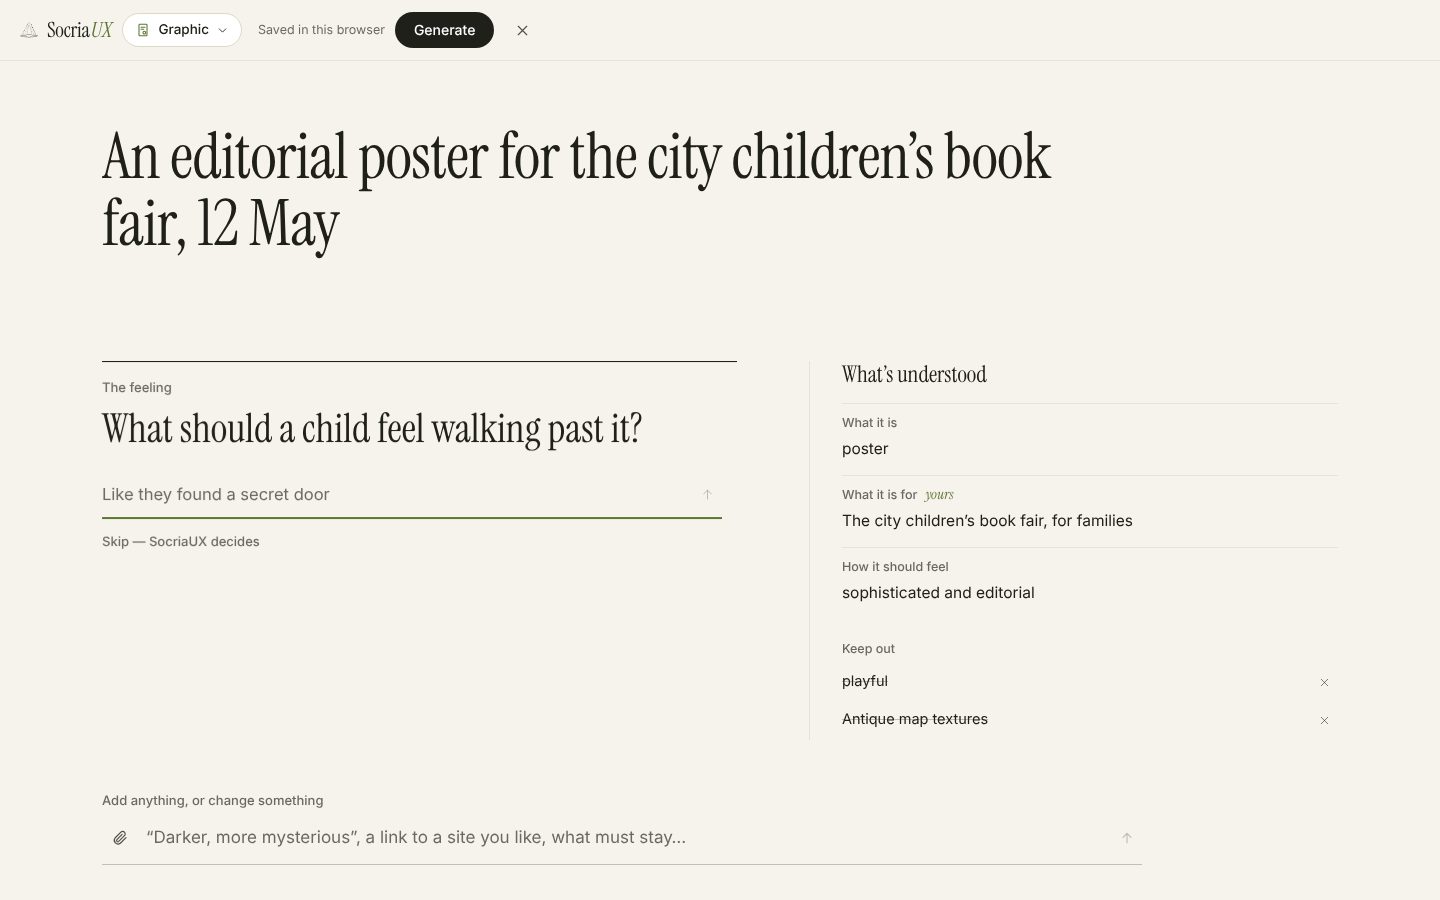 SocriaUX
Graphic
Saved in this browser
Generate
An editorial poster for the city children’s book
fair, 12 May
The feeling
What should a child feel walking past it?
Like they found a secret door
Skip — SocriaUX decides
What’s understood
What it is
poster
What it is for yours
The city children’s book fair, for families
How it should feel
sophisticated and editorial
Keep out
playful
Antique map textures
Add anything, or change something
“Darker, more mysterious”, a link to a site you like, what must stay…